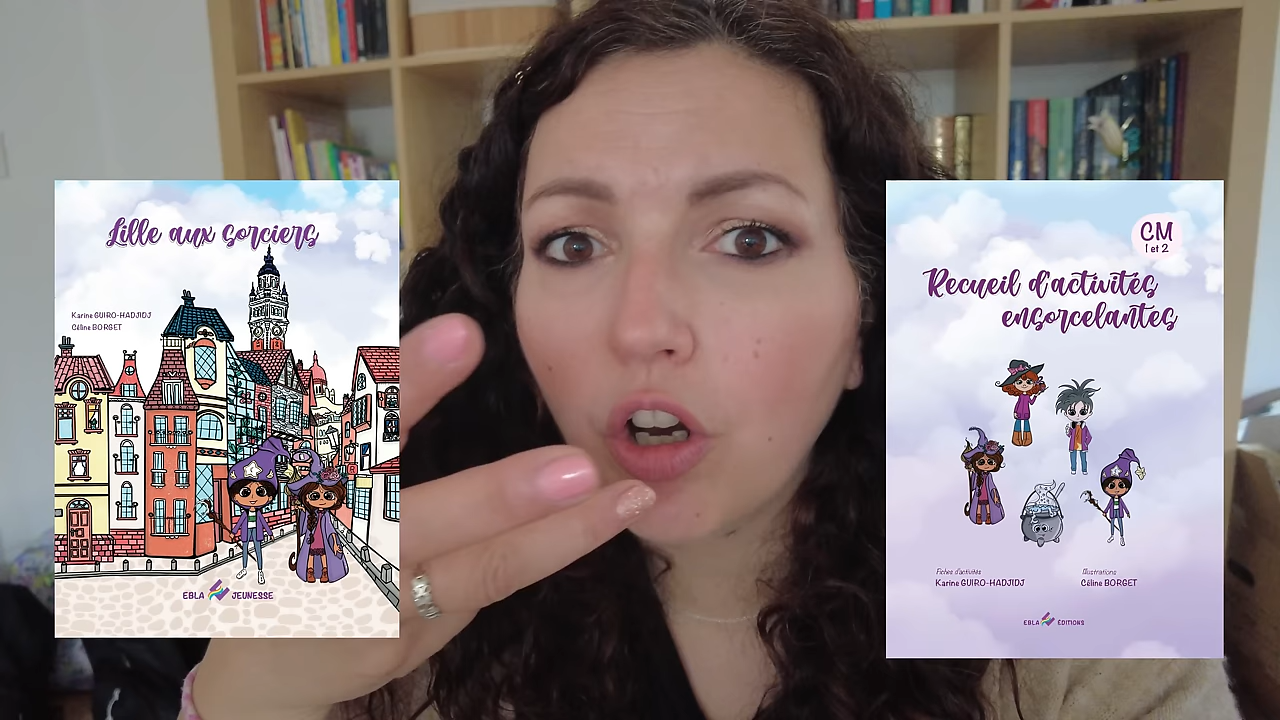 Lille aux sorciers
Karine GUIRO-HADJIDJ
Céline BORGET
EBLA JEUNESSE
CM
1 et 2
Recueil d'activités
ensorcelantes
Fiches d'activités
Karine GUIRO-HADJIDJ
Illustrations
Céline BORGET
EBLA ÉDITIONS